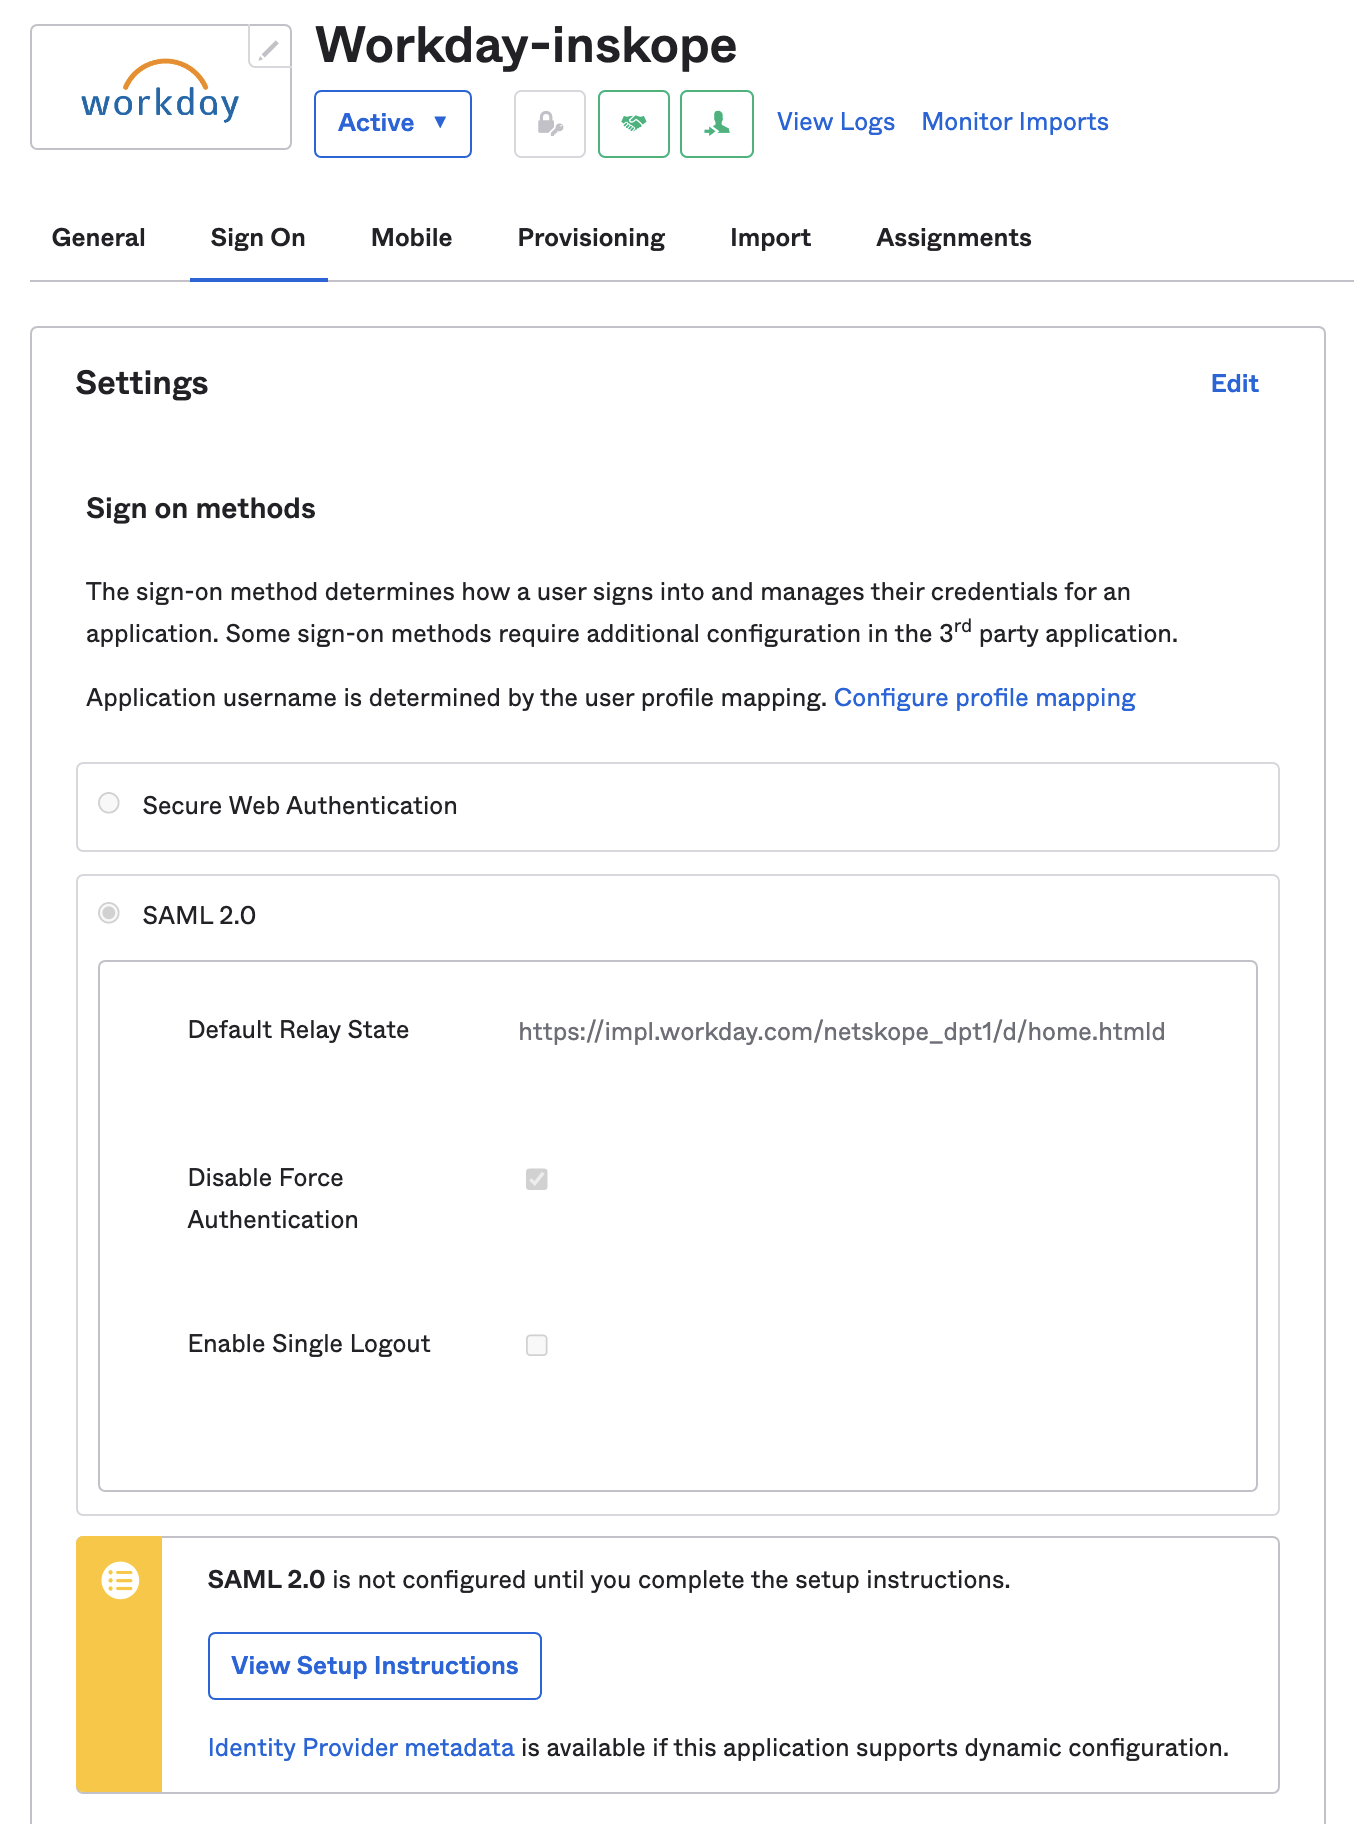 workday
Workday-inskope
Active ▼
View Logs
Monitor Imports
General
Sign On
Mobile
Provisioning
Import
Assignments
Settings
Edit
Sign on methods
The sign-on method determines how a user signs into and manages their credentials for an
application. Some sign-on methods require additional configuration in the 3rd party application.
Application username is determined by the user profile mapping. Configure profile mapping
Secure Web Authentication
SAML 2.0
Default Relay State
https://impl.workday.com/netskope_dpt1/d/home.htmld
Disable Force
Authentication
Enable Single Logout
SAML 2.0 is not configured until you complete the setup instructions.
View Setup Instructions
Identity Provider metadata is available if this application supports dynamic configuration.